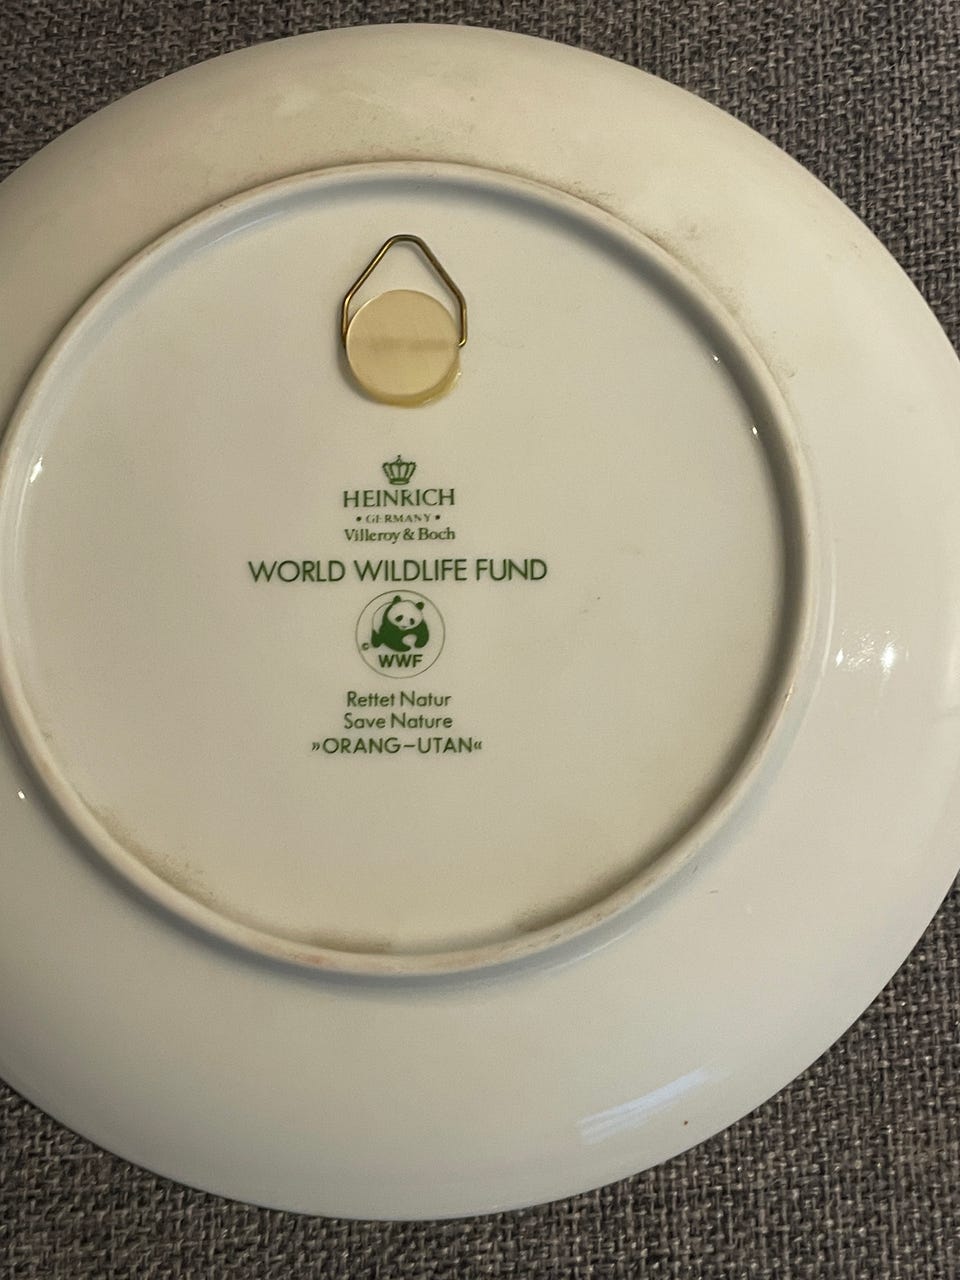 HEINRICH
• GERMANY •
Villeroy & Boch
WORLD WILDLIFE FUND
© WWF
Rettet Natur
Save Nature
»ORANG–UTAN«